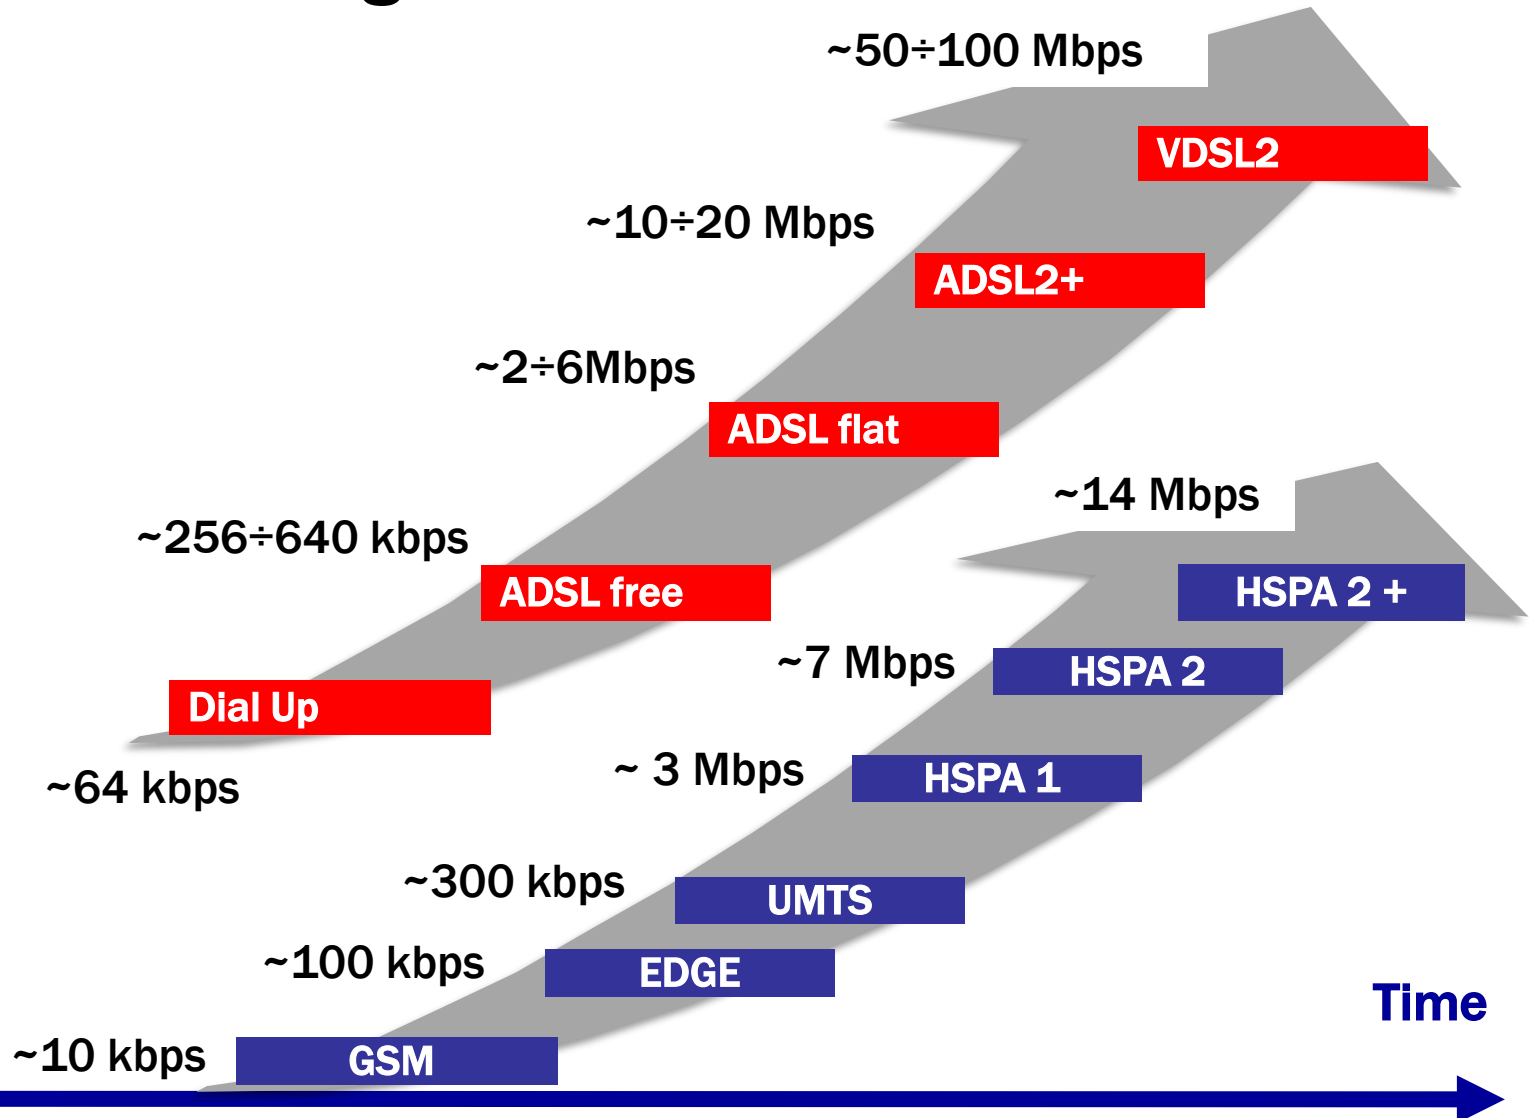 ~50÷100 Mbps
VDSL2
~10÷20 Mbps
ADSL2+
~2÷6Mbps
ADSL flat
~14 Mbps
~256÷640 kbps
ADSL free
HSPA 2 +
~7 Mbps
HSPA 2
Dial Up
~64 kbps
~ 3 Mbps
HSPA 1
~300 kbps
UMTS
~100 kbps
EDGE
Time
~10 kbps
GSM